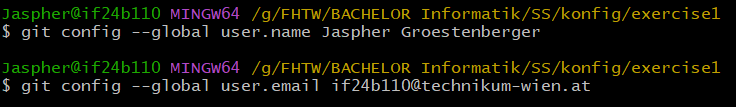 Jaspher@if24b110 MINGW64 /g/FHTW/BACHELOR Informatik/SS/konfig/exercise1
$ git config --global user.name Jaspher Groestenberger
Jaspher@if24b110 MINGW64 /g/FHTW/BACHELOR Informatik/SS/konfig/exercise1
$ git config --global user.email if24b110@technikum-wien.at